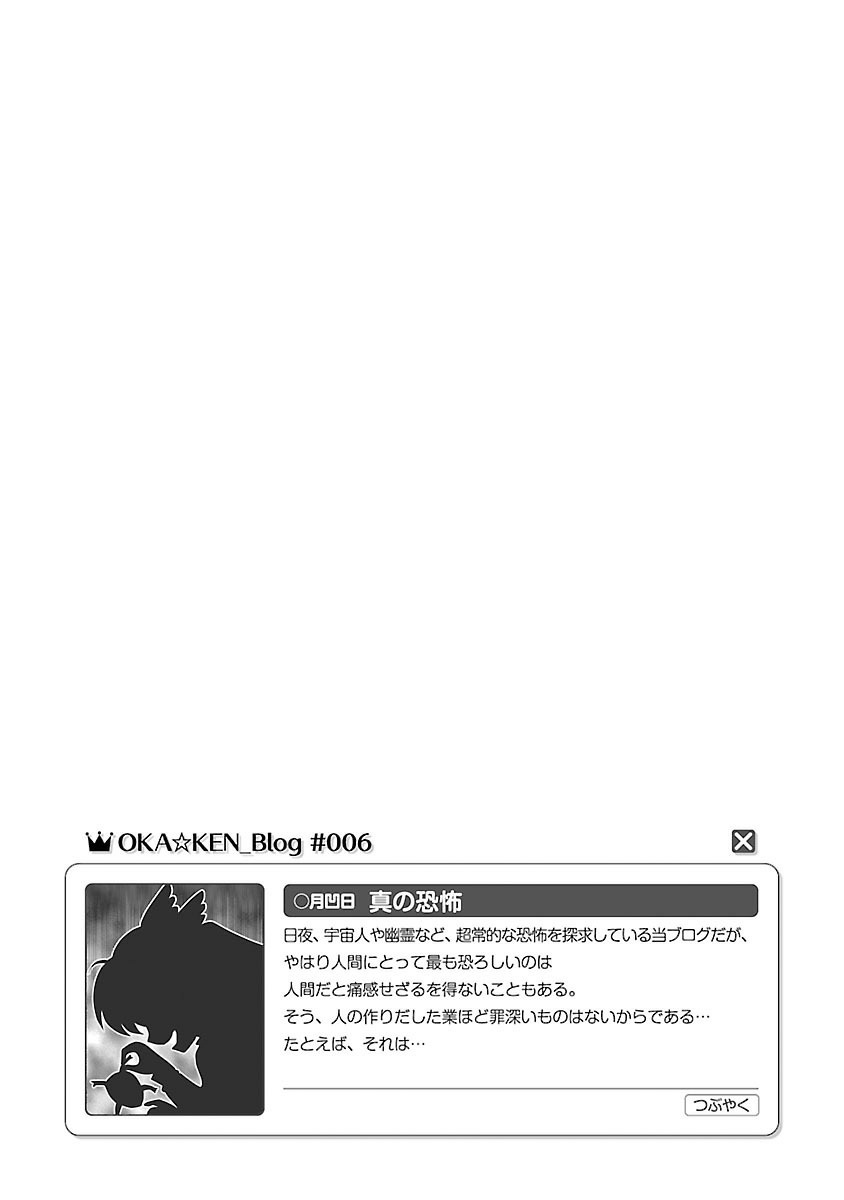 OKA☆KEN_Blog #006
○月凹日 真の恐怖
日夜、宇宙人や幽霊など、超常的な恐怖を探求している当ブログだが、
やはり人間にとって最も恐ろしいのは
人間だと痛感せざるを得ないこともある。
そう、人の作りだした業ほど罪深いものはないからである…
たとえば、それは…
つぶやく